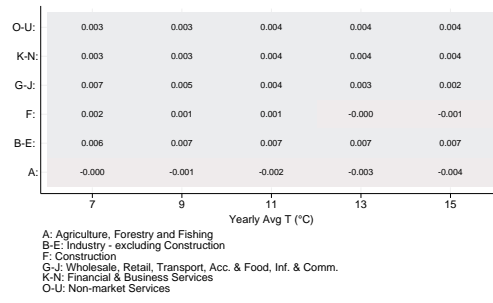 O-U: 0.003 0.003 0.004 0.004 0.004
K-N: 0.003 0.003 0.004 0.004 0.004
G-J: 0.007 0.005 0.004 0.003 0.002
F: 0.002 0.001 0.001 -0.000 -0.001
B-E: 0.006 0.007 0.007 0.007 0.007
A: -0.000 -0.001 -0.002 -0.003 -0.004
7 9 11 13 15
Yearly Avg T (°C)
A: Agriculture, Forestry and Fishing
B-E: Industry - excluding Construction
F: Construction
G-J: Wholesale, Retail, Transport, Acc. & Food, Inf. & Comm.
K-N: Financial & Business Services
O-U: Non-market Services